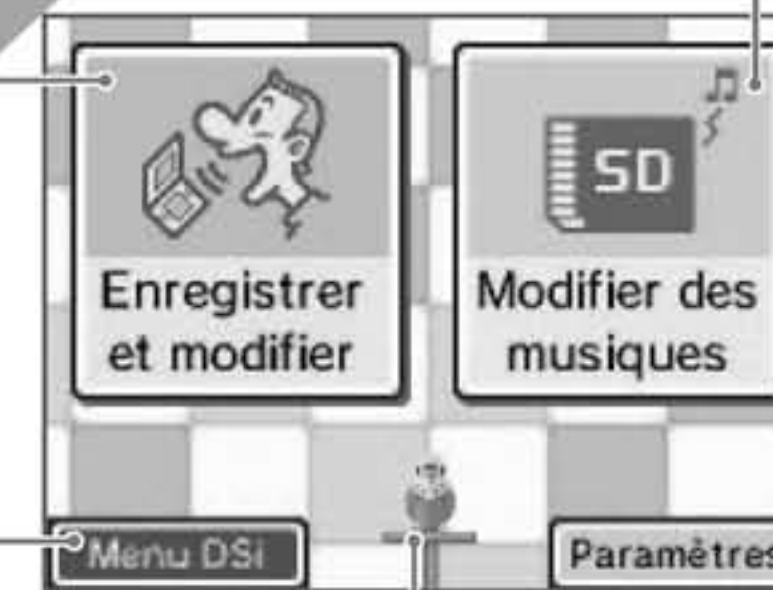 SD
Enregistrer
et modifier
Modifier des
musiques
Menu DSi
Paramètres